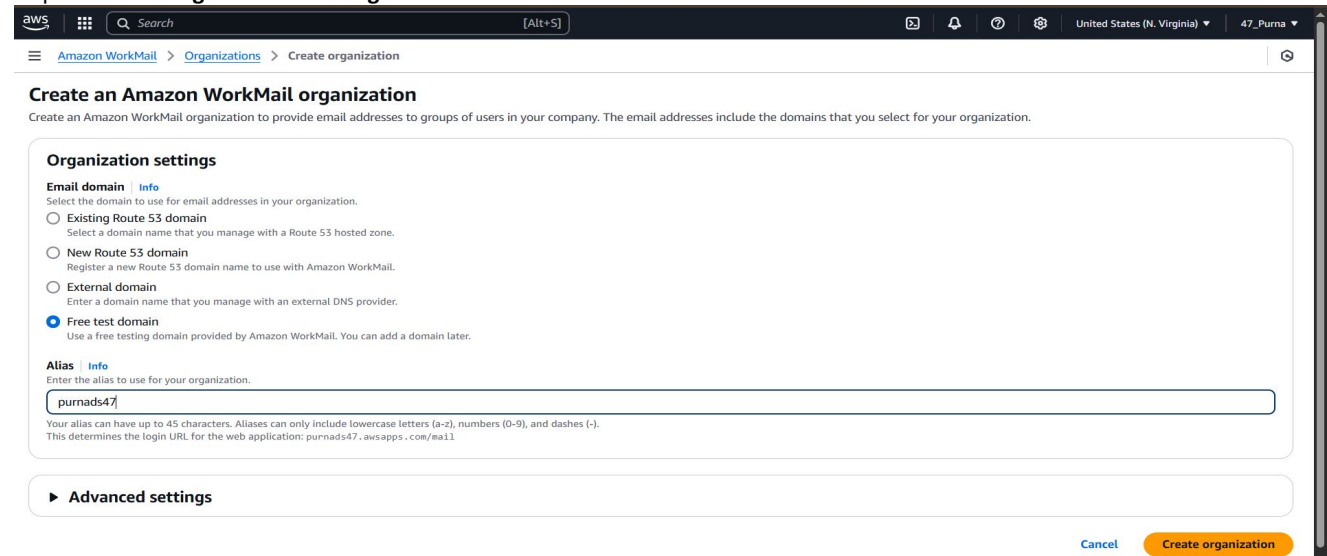 aws Search [Alt+S] United States (N. Virginia) ▼ 47_Purna ▼
Amazon WorkMail > Organizations > Create organization
Create an Amazon WorkMail organization
Create an Amazon WorkMail organization to provide email addresses to groups of users in your company. The email addresses include the domains that you select for your organization.
Organization settings
Email domain | Info
Select the domain to use for email addresses in your organization.
Existing Route 53 domain
Select a domain name that you manage with a Route 53 hosted zone.
New Route 53 domain
Register a new Route 53 domain name to use with Amazon WorkMail.
External domain
Enter a domain name that you manage with an external DNS provider.
Free test domain
Use a free testing domain provided by Amazon WorkMail. You can add a domain later.
Alias | Info
Enter the alias to use for your organization.
purnads47
Your alias can have up to 45 characters. Aliases can only include lowercase letters (a-z), numbers (0-9), and dashes (-).
This determines the login URL for the web application: purnads47.awsapps.com/mail
▶ Advanced settings
Cancel Create organization